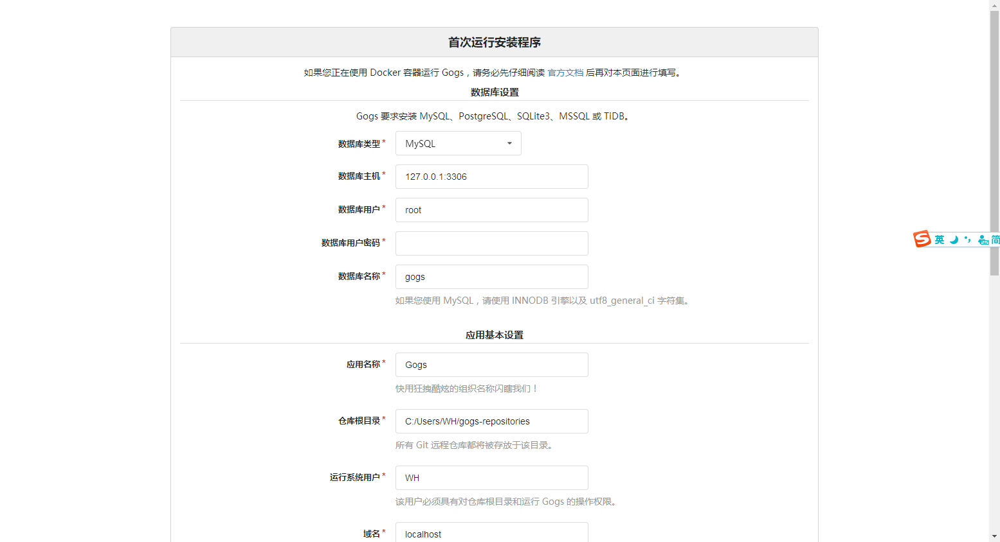 首次运行安装程序
如果您正在使用 Docker 容器运行 Gogs，请务必先仔细阅读 官方文档 后再对本页面进行填写。
数据库设置
Gogs 要求安装 MySQL、PostgreSQL、SQLite3、MSSQL 或 TiDB。
数据库类型* MySQL
数据库主机* 127.0.0.1:3306
数据库用户* root
数据库用户密码*
数据库名称* gogs
如果您使用 MySQL，请使用 INNODB 引擎以及 utf8_general_ci 字符集。
应用基本设置
应用名称* Gogs
快用狂拽酷炫的组织名称闪瞎我们！
仓库根目录* C:/Users/WH/gogs-repositories
所有 Git 远程仓库都将被存放于该目录。
运行系统用户* WH
该用户必须具有对仓库根目录和运行 Gogs 的操作权限。
域名* localhost
S 英 简